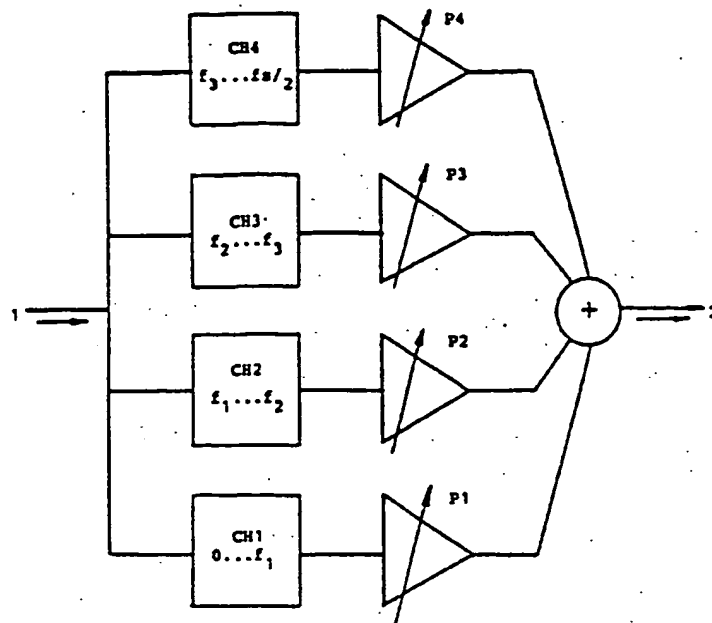 CH4
f₃...fs/₂
P4
CH3
f₂...f₃
P3
1
+
2
CH2
f₁...f₂
P2
CH1
0...f₁
P1